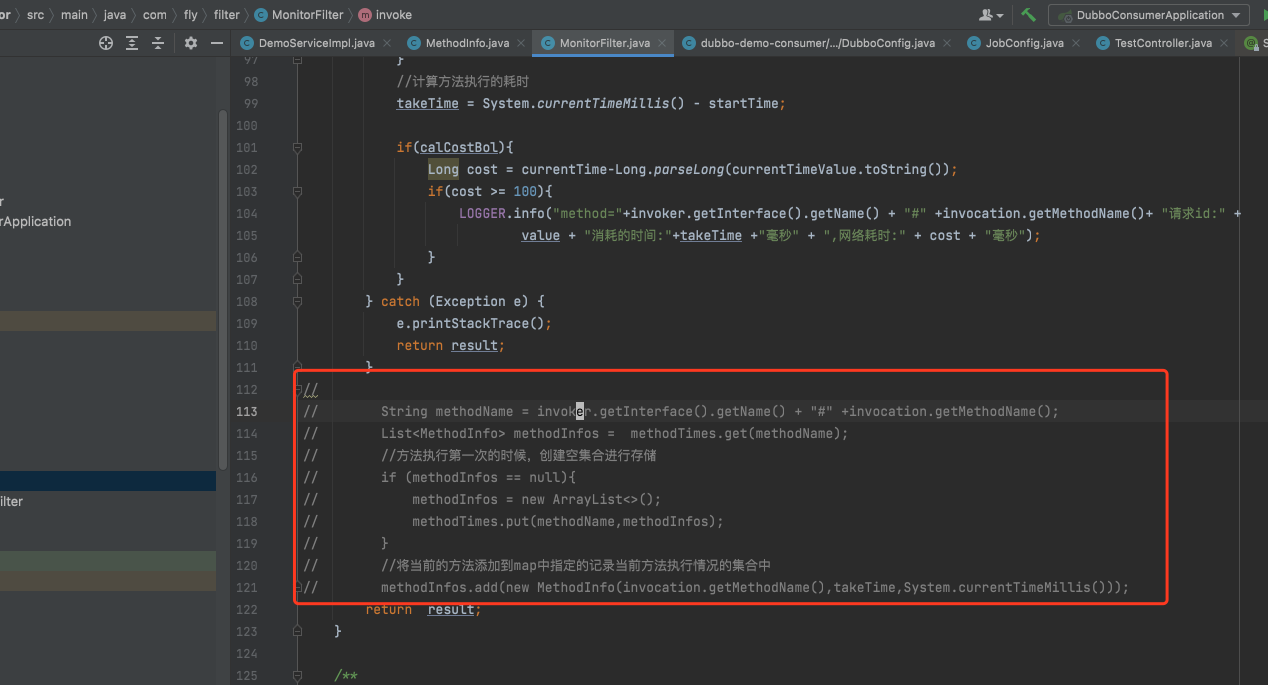 or › src › main › java › com › fly › filter › MonitorFilter › invoke
DubboConsumerApplication
DemoServiceImpl.java
MethodInfo.java
MonitorFilter.java
dubbo-demo-consumer/.../DubboConfig.java
JobConfig.java
TestController.java
S
r
rApplication
ilter
97 }
98 //计算方法执行的耗时
99 takeTime = System.currentTimeMillis() - startTime;
100
101 if(calCostBol){
102 Long cost = currentTime-Long.parseLong(currentTimeValue.toString());
103 if(cost >= 100){
104 LOGGER.info("method="+invoker.getInterface().getName() + "#" +invocation.getMethodName()+ "请求id:" +
105 value + "消耗的时间:"+takeTime +"毫秒" + ",网络耗时:" + cost + "毫秒");
106 }
107 }
108 } catch (Exception e) {
109 e.printStackTrace();
110 return result;
111 }
112 //
113 // String methodName = invoker.getInterface().getName() + "#" +invocation.getMethodName();
114 // List<MethodInfo> methodInfos =  methodTimes.get(methodName);
115 // //方法执行第一次的时候，创建空集合进行存储
116 // if (methodInfos == null){
117 // methodInfos = new ArrayList<>();
118 // methodTimes.put(methodName,methodInfos);
119 // }
120 // //将当前的方法添加到map中指定的记录当前方法执行情况的集合中
121 // methodInfos.add(new MethodInfo(invocation.getMethodName(),takeTime,System.currentTimeMillis()));
122 return  result;
123 }
124
125 /**